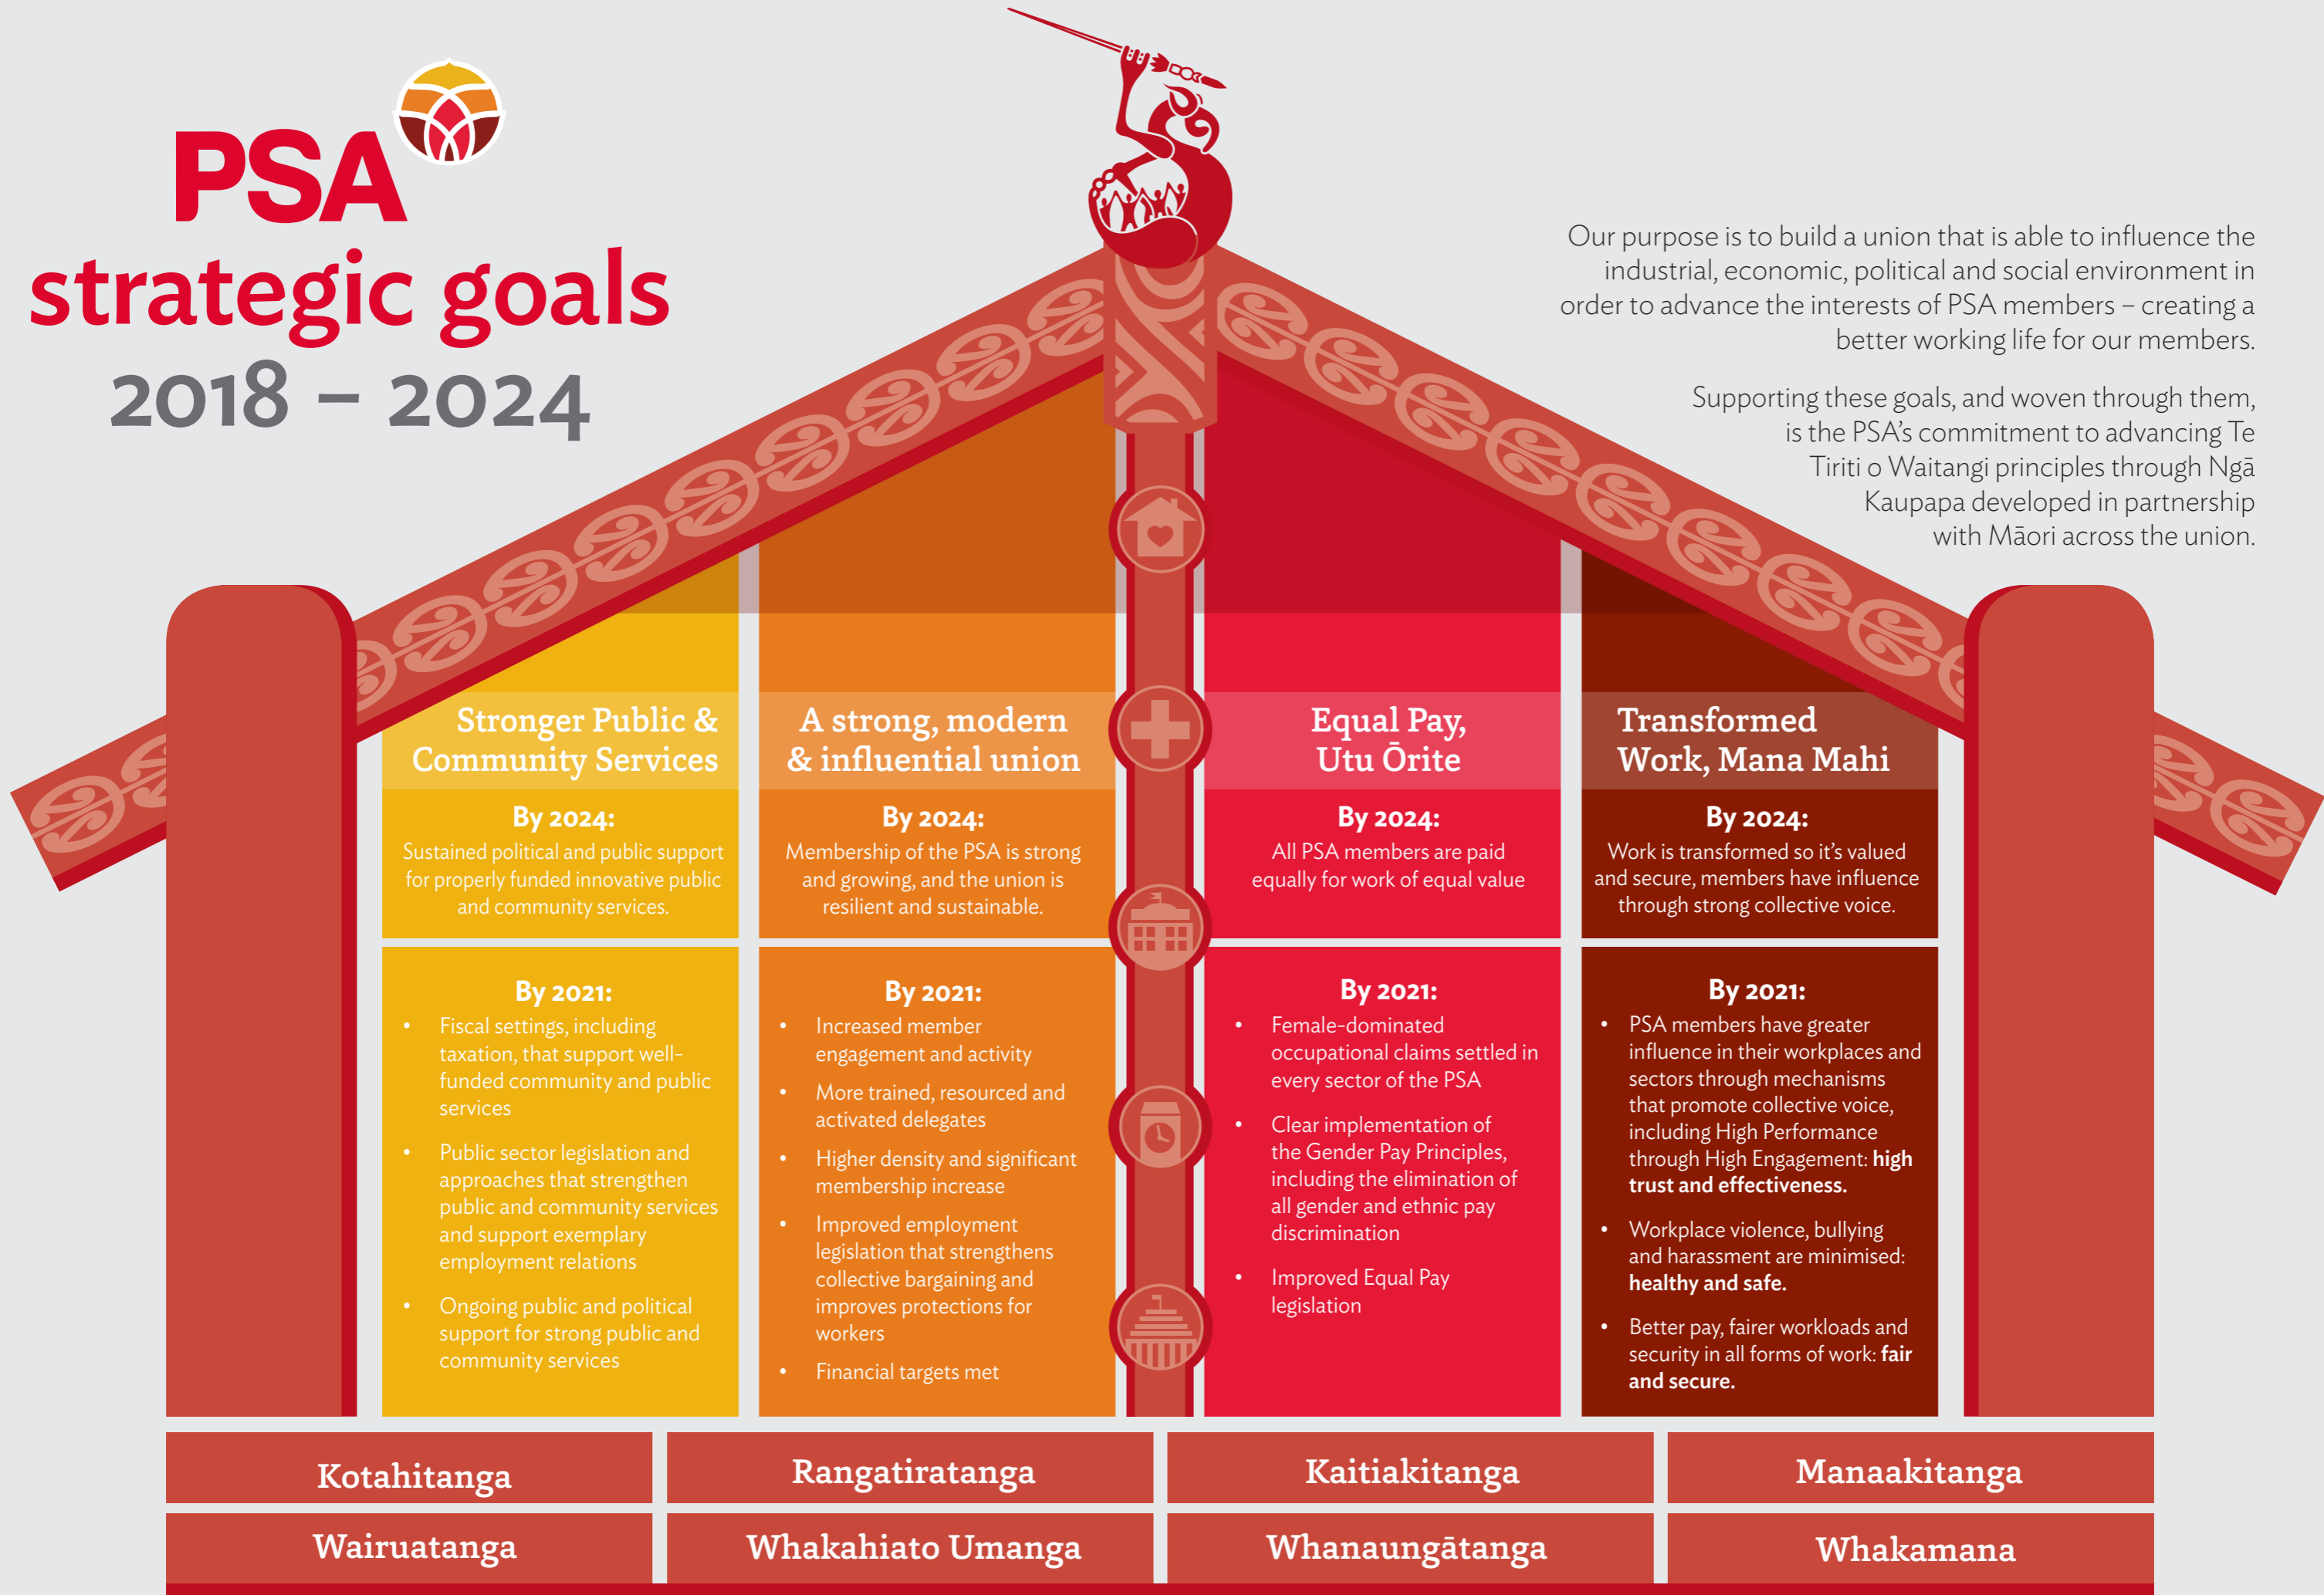 PSA
strategic goals
2018 – 2024
Our purpose is to build a union that is able to influence the
industrial, economic, political and social environment in
order to advance the interests of PSA members – creating a
better working life for our members.
Supporting these goals, and woven through them,
is the PSA's commitment to advancing Te
Tiriti o Waitangi principles through Ngā
Kaupapa developed in partnership
with Māori across the union.
Stronger Public &
Community Services
By 2024:
Sustained political and public support
for properly funded innovative public
and community services.
By 2021:
• Fiscal settings, including
taxation, that support well-
funded community and public
services
• Public sector legislation and
approaches that strengthen
public and community services
and support exemplary
employment relations
• Ongoing public and political
support for strong public and
community services
A strong, modern
& influential union
By 2024:
Membership of the PSA is strong
and growing, and the union is
resilient and sustainable.
By 2021:
• Increased member
engagement and activity
• More trained, resourced and
activated delegates
• Higher density and significant
membership increase
• Improved employment
legislation that strengthens
collective bargaining and
improves protections for
workers
• Financial targets met
Equal Pay,
Utu Ōrite
By 2024:
All PSA members are paid
equally for work of equal value
By 2021:
• Female-dominated
occupational claims settled in
every sector of the PSA
• Clear implementation of
the Gender Pay Principles,
including the elimination of
all gender and ethnic pay
discrimination
• Improved Equal Pay
legislation
Transformed
Work, Mana Mahi
By 2024:
Work is transformed so it's valued
and secure, members have influence
through strong collective voice.
By 2021:
• PSA members have greater
influence in their workplaces and
sectors through mechanisms
that promote collective voice,
including High Performance
through High Engagement: high
trust and effectiveness.
• Workplace violence, bullying
and harassment are minimised:
healthy and safe.
• Better pay, fairer workloads and
security in all forms of work: fair
and secure.
Kotahitanga
Rangatiratanga
Kaitiakitanga
Manaakitanga
Wairuatanga
Whakahiato Umanga
Whanaungātanga
Whakamana